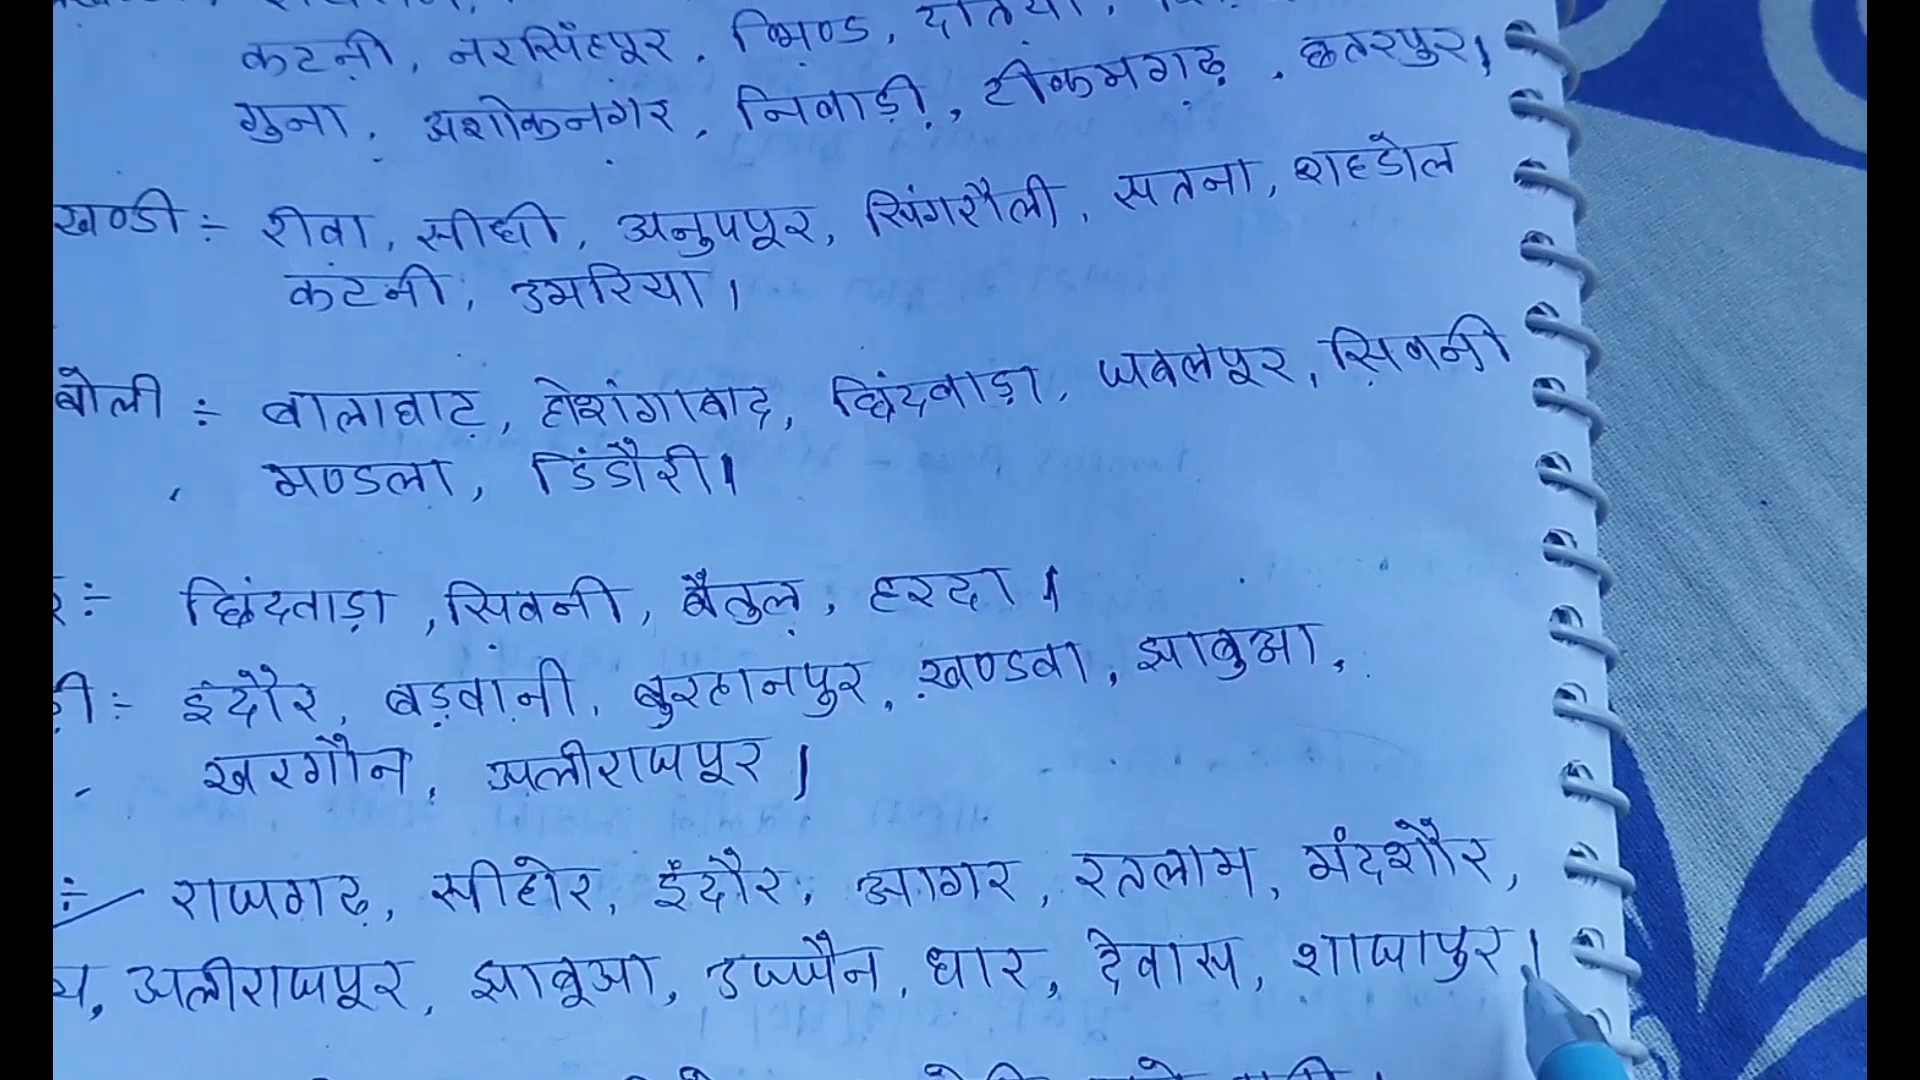 कटनी, नरसिंहपूर, भिण्ड, दतिया,
गुना, अशोकनगर, निवाड़ी, टीकमगढ़, छतरपुर।
खण्डी :- रीवा, सीधी, अनुपपूर, सिंगरौली, सतना, शहडोल
कटनी, उमरिया।
बोली :- बालाघाट, होशंगाबाद, छिंदवाड़ा, जबलपूर, सिवनी
मण्डला, डिंडौरी।
र :- छिंदवाड़ा, सिवनी, बैतुल, हरदा।
ड़ी :- इंदौर, बड़वानी, बुरहानपुर, खण्डवा, झाबुआ,
खरगौन, अलीराजपूर।
:- राजगढ़, सीहोर, इंदौर, आगर, रतलाम, मंदशौर,
च, अलीराजपूर, झाबूआ, उज्जैन, धार, देवास, शाजापुर।